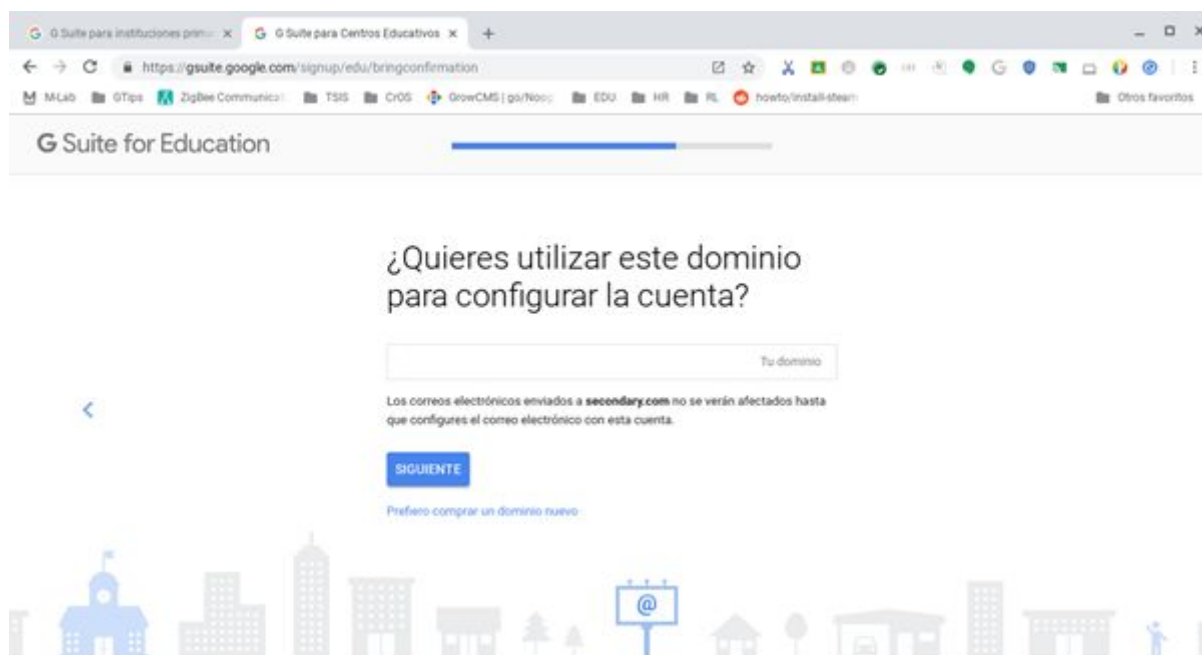 G Suite para instituciones prim
G Suite para Centros Educativos
https://gsuite.google.com/signup/edu/bringconfirmation
M-Lab GTips ZigBee Communicat TSIS CrOS GrowCMS | go/Noog EDU HR RL howto/install-steam Otros favoritos
G Suite for Education
¿Quieres utilizar este dominio
para configurar la cuenta?
Tu dominio
Los correos electrónicos enviados a secondary.com no se verán afectados hasta
que configures el correo electrónico con esta cuenta.
SIGUIENTE
Prefiero comprar un dominio nuevo
@